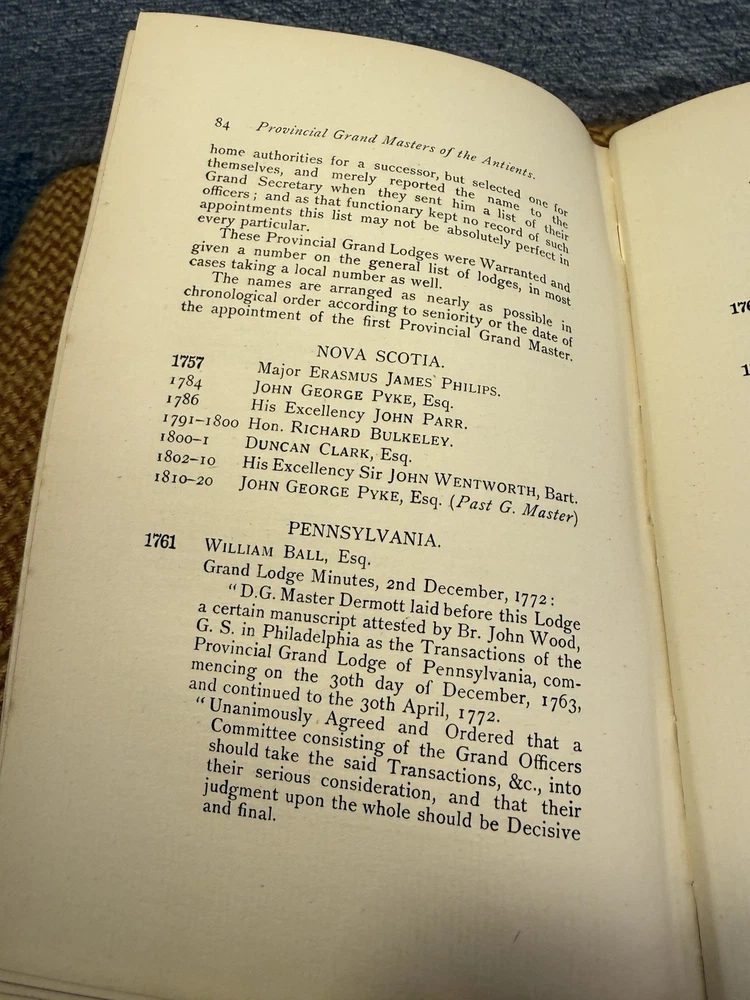 84 Provincial Grand Masters of the Antients.
home authorities for a successor, but selected one for
themselves, and merely reported the name to the
Grand Secretary when they sent him a list of their
officers; and as that functionary kept no record of such
appointments this list may not be absolutely perfect in
every particular.
These Provincial Grand Lodges were Warranted and
given a number on the general list of lodges, in most
cases taking a local number as well.
The names are arranged as nearly as possible in
chronological order according to seniority or the date of
the appointment of the first Provincial Grand Master.
NOVA SCOTIA.
1757 Major ERASMUS JAMES PHILIPS.
1784 JOHN GEORGE PYKE, Esq.
1786 His Excellency JOHN PARR.
1791–1800 Hon. RICHARD BULKELEY.
1800–1 DUNCAN CLARK, Esq.
1802–10 His Excellency Sir JOHN WENTWORTH, Bart.
1810–20 JOHN GEORGE PYKE, Esq. (Past G. Master)
PENNSYLVANIA.
1761 WILLIAM BALL, Esq.
Grand Lodge Minutes, 2nd December, 1772:
"D.G. Master Dermott laid before this Lodge
a certain manuscript attested by Br. John Wood,
G. S. in Philadelphia as the Transactions of the
Provincial Grand Lodge of Pennsylvania, com-
mencing on the 30th day of December, 1763,
and continued to the 30th April, 1772.
"Unanimously Agreed and Ordered that a
Committee consisting of the Grand Officers
should take the said Transactions, &c., into
their serious consideration, and that their
judgment upon the whole should be Decisive
and final.